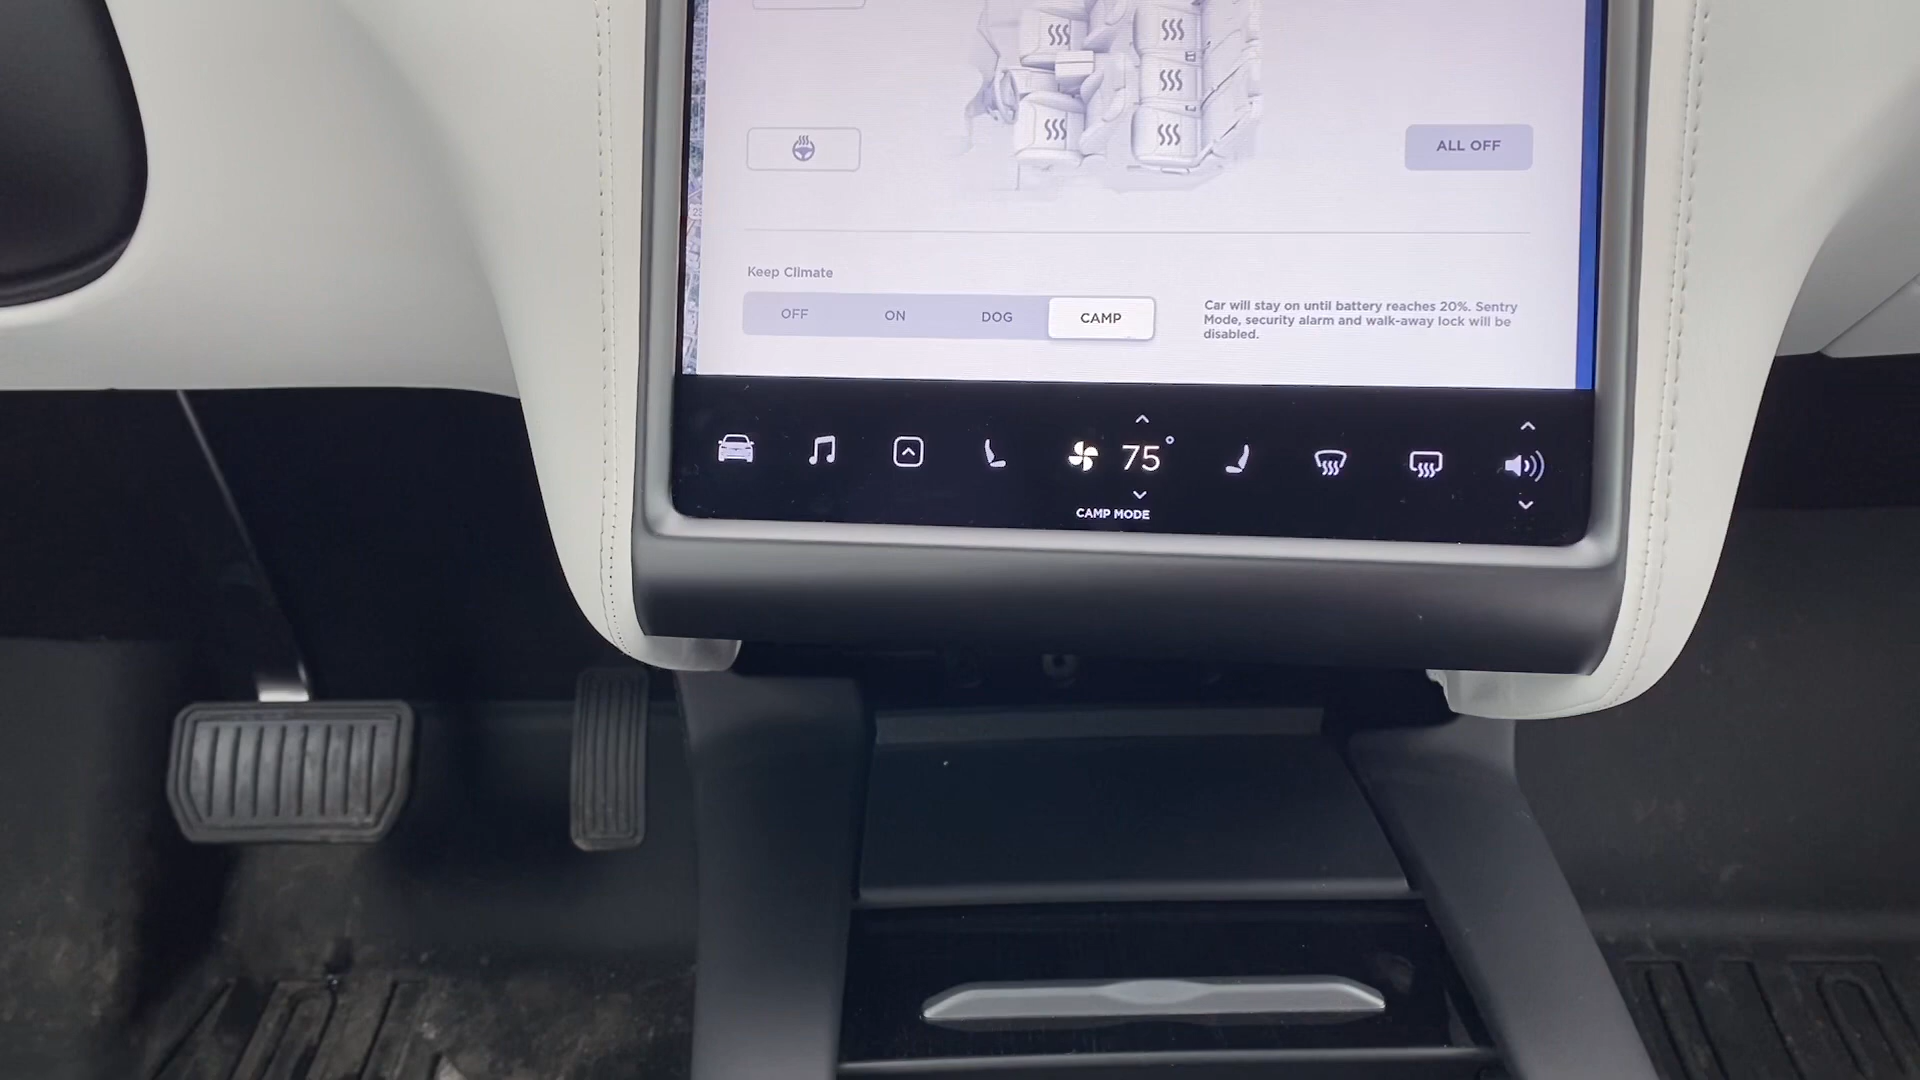 ALL OFF
Keep Climate
OFF
ON
DOG
CAMP
Car will stay on until battery reaches 20%. Sentry
Mode, security alarm and walk-away lock will be
disabled.
75°
CAMP MODE